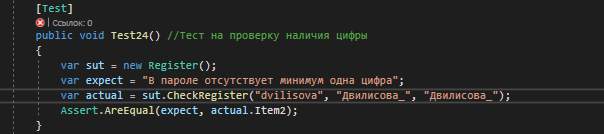 [Test]
Ссылок: 0
public void Test24() //Тест на проверку наличия цифры
{
var sut = new Register();
var expect = "В пароле отсутствует минимум одна цифра";
var actual = sut.CheckRegister("dvilisova", "Двилисова_", "Двилисова_");
Assert.AreEqual(expect, actual.Item2);
}